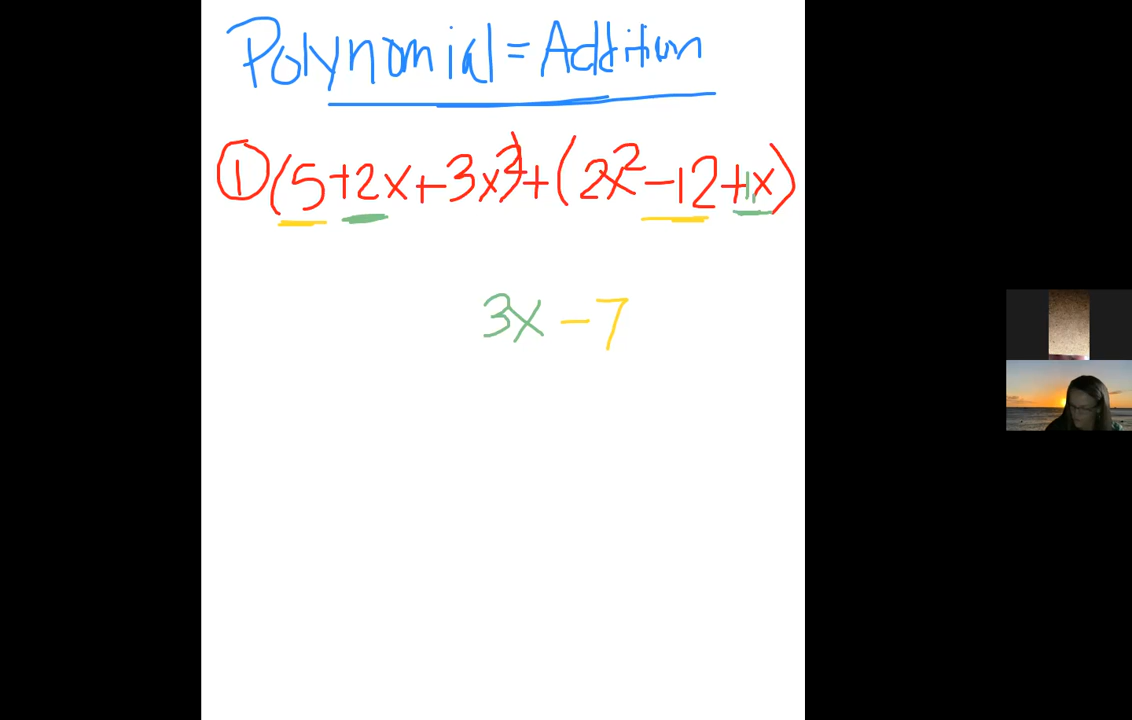 Polynomial = Addition
① (5+2x+3x²)+(2x²-12+1x)
3x-7